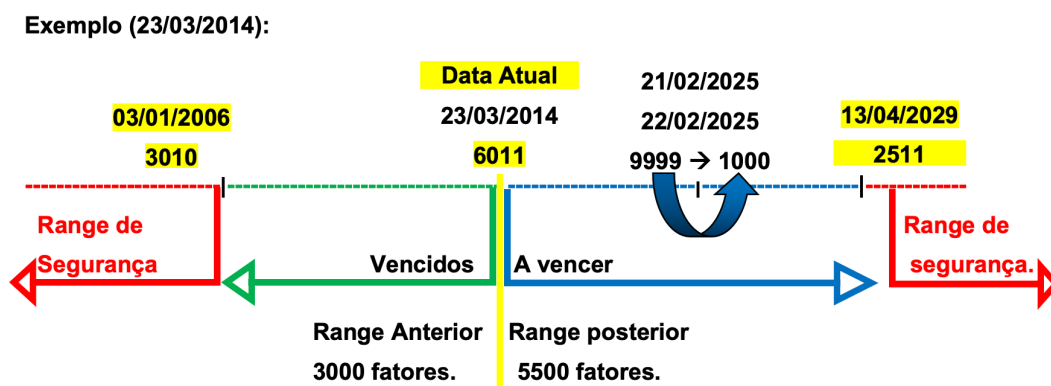 Exemplo (23/03/2014):
Data Atual
21/02/2025
03/01/2006
23/03/2014
22/02/2025
13/04/2029
3010
6011
9999 → 1000
2511
Range de
Segurança
Vencidos
A vencer
Range de
segurança.
Range Anterior
3000 fatores.
Range posterior
5500 fatores.